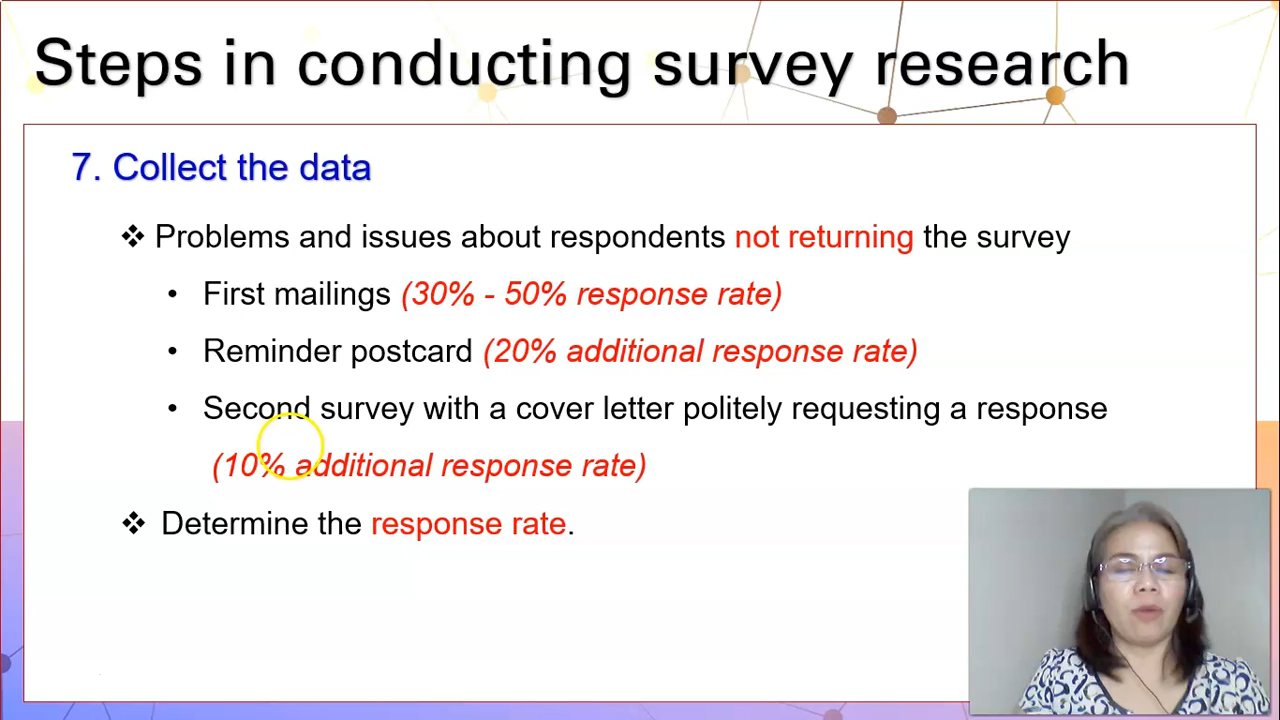 Steps in conducting survey research
7. Collect the data
❖ Problems and issues about respondents not returning the survey
• First mailings (30% - 50% response rate)
• Reminder postcard (20% additional response rate)
• Second survey with a cover letter politely requesting a response
(10% additional response rate)
❖ Determine the response rate.